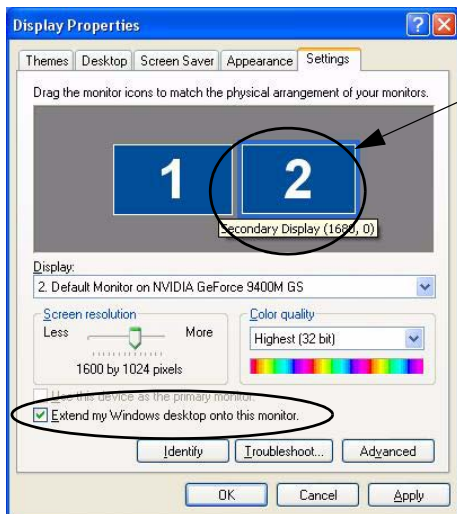 Display Properties
Themes Desktop Screen Saver Appearance Settings
Drag the monitor icons to match the physical arrangement of your monitors.
1 2
Secondary Display (1680, 0)
Display:
2. Default Monitor on NVIDIA GeForce 9400M GS
Screen resolution Color quality
Less More Highest (32 bit)
1600 by 1024 pixels
Use this device as the primary monitor.
Extend my Windows desktop onto this monitor.
Identify Troubleshoot... Advanced
OK Cancel Apply